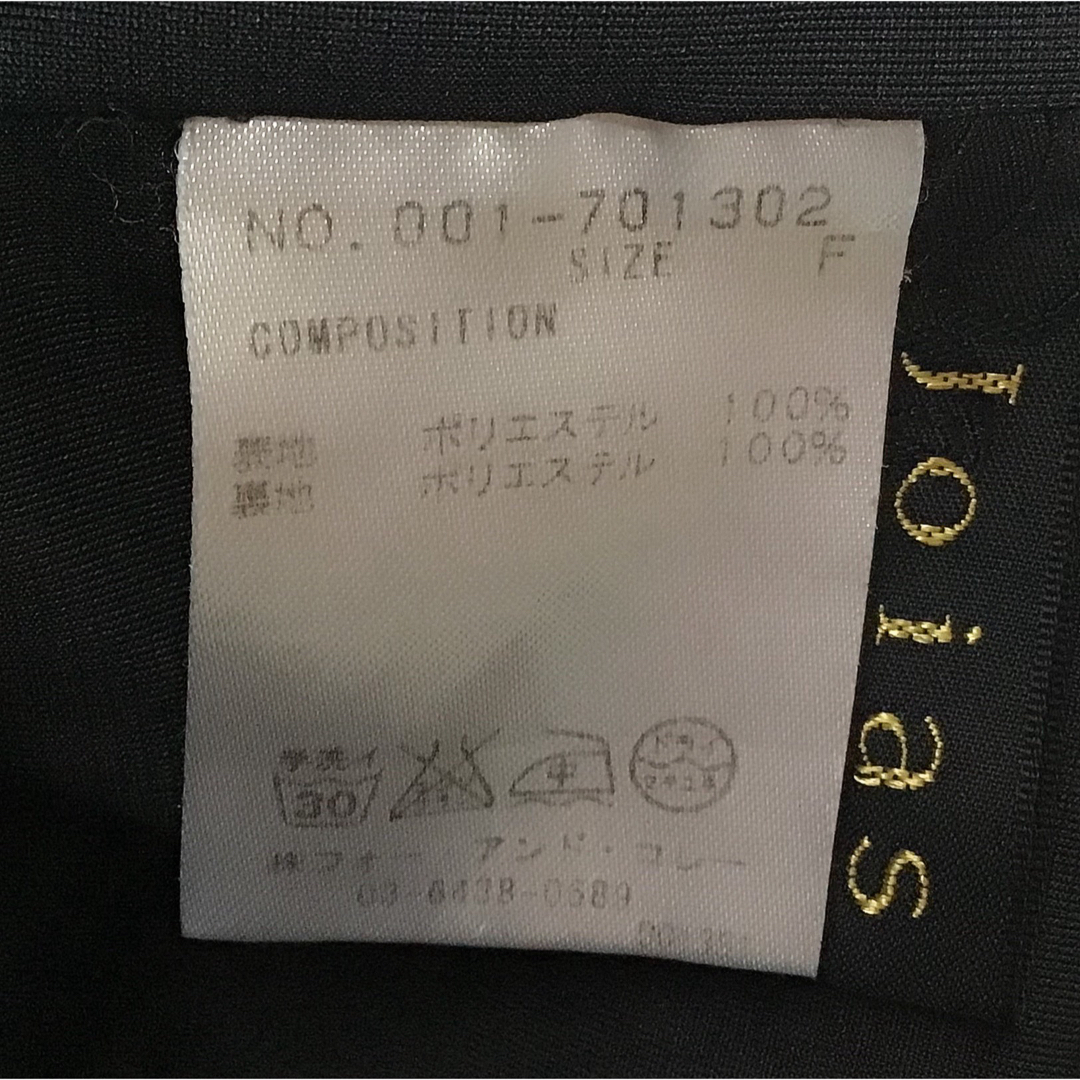 NO. 001-701302
SIZE F
COMPOSITION
表地 ポリエステル 100%
裏地 ポリエステル 100%
手洗イ
30
中
ドライ
Joias